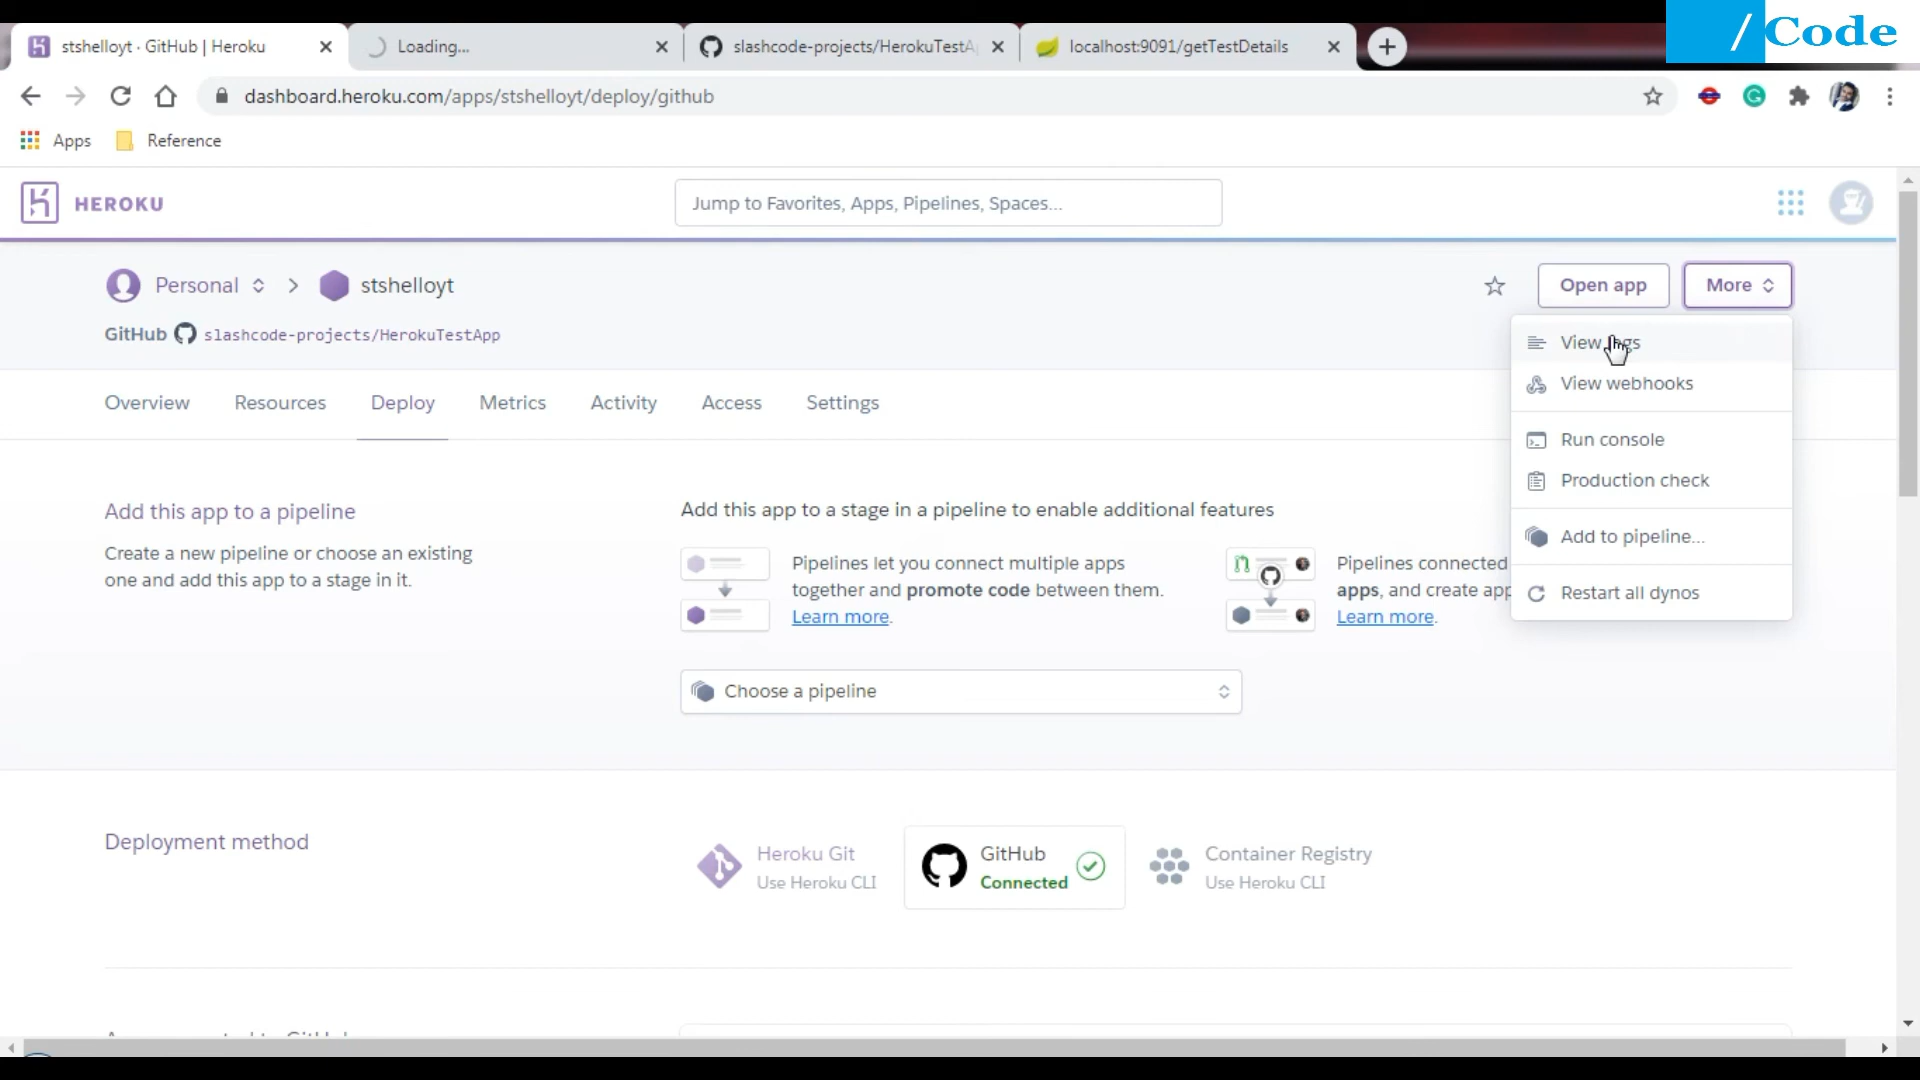 /Code
stshelloyt · GitHub | Heroku
Loading...
slashcode-projects/HerokuTestA
localhost:9091/getTestDetails
dashboard.heroku.com/apps/stshelloyt/deploy/github
Apps
Reference
HEROKU
Jump to Favorites, Apps, Pipelines, Spaces...
Personal
stshelloyt
Open app
More
GitHub slashcode-projects/HerokuTestApp
View logs
View webhooks
Run console
Production check
Add to pipeline...
Restart all dynos
Overview
Resources
Deploy
Metrics
Activity
Access
Settings
Add this app to a pipeline
Create a new pipeline or choose an existing
one and add this app to a stage in it.
Add this app to a stage in a pipeline to enable additional features
Pipelines let you connect multiple apps
together and promote code between them.
Learn more.
Pipelines connected
apps, and create app
Learn more.
Choose a pipeline
Deployment method
Heroku Git
Use Heroku CLI
GitHub
Connected
Container Registry
Use Heroku CLI